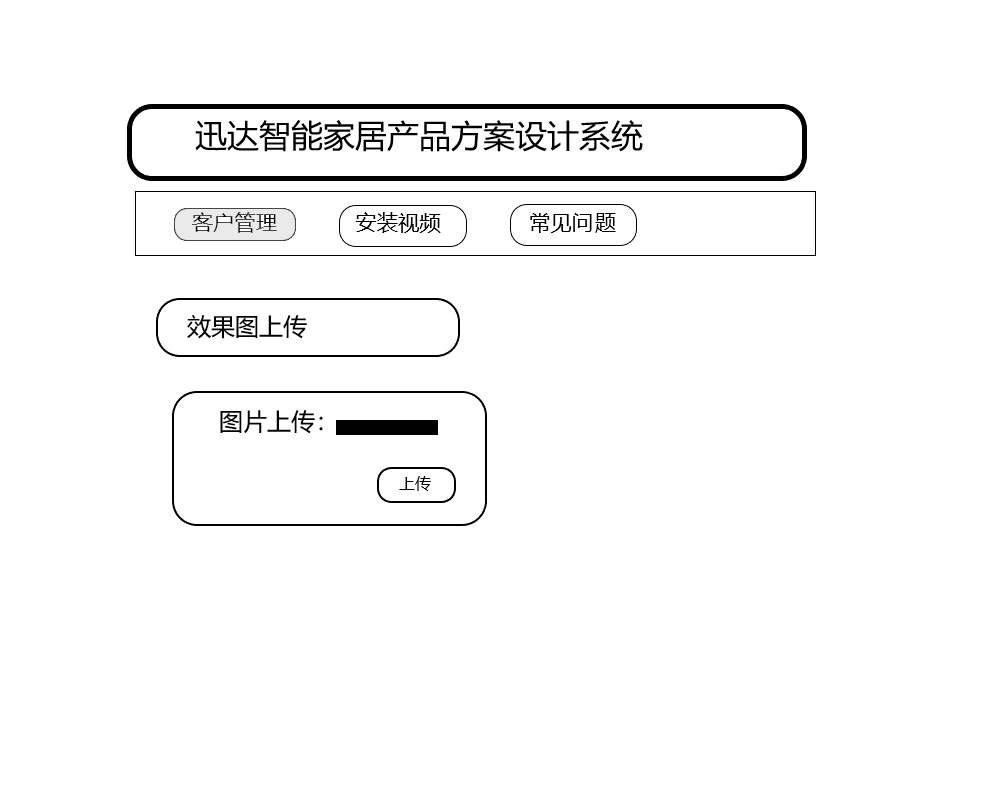 迅达智能家居产品方案设计系统
客户管理 安装视频 常见问题
效果图上传
图片上传：
上传